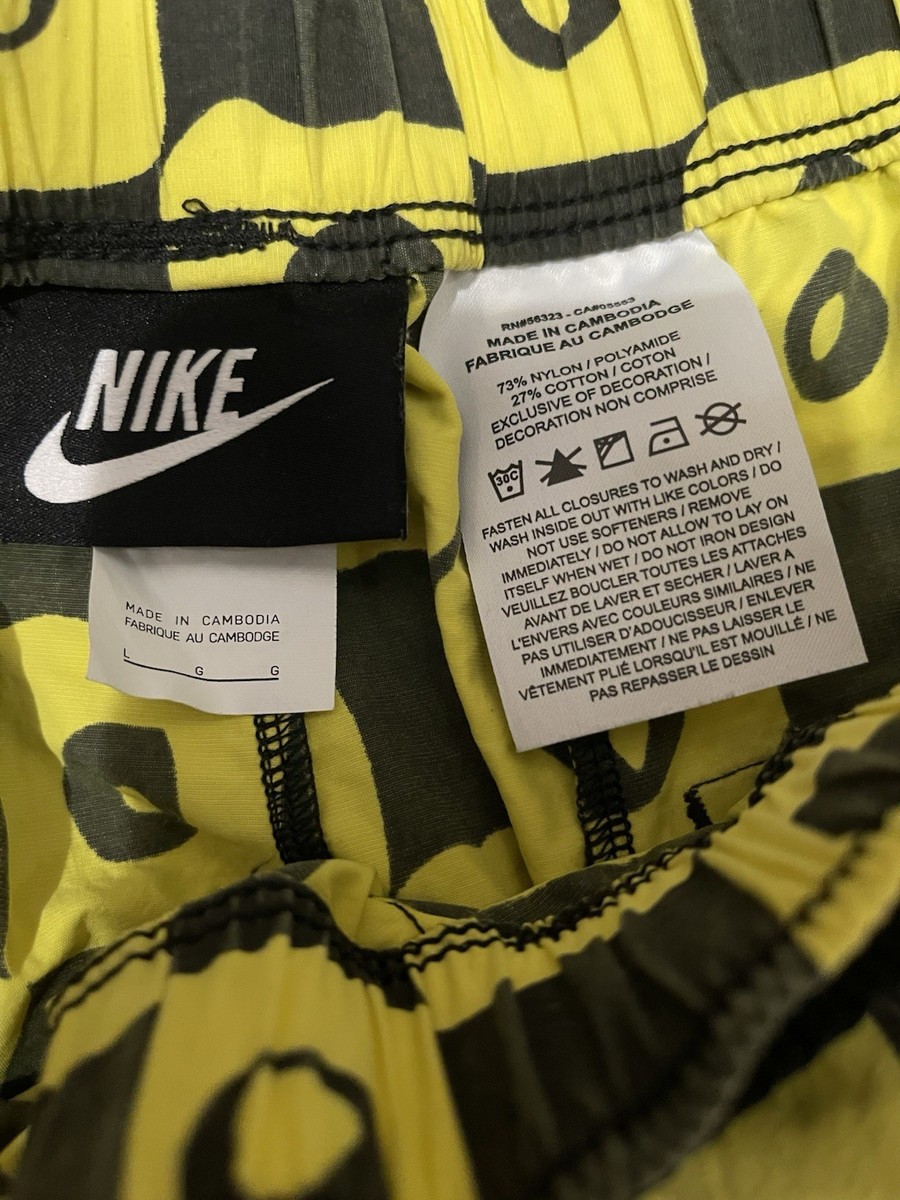 NIKE
MADE IN CAMBODIA
FABRIQUE AU CAMBODGE
L G G
RN#56323 - CA#05553
MADE IN CAMBODIA
FABRIQUE AU CAMBODGE
73% NYLON / POLYAMIDE
27% COTTON / COTON
EXCLUSIVE OF DECORATION /
DECORATION NON COMPRISE
30C
FASTEN ALL CLOSURES TO WASH AND DRY /
WASH INSIDE OUT WITH LIKE COLORS / DO
NOT USE SOFTENERS / REMOVE
IMMEDIATELY / DO NOT ALLOW TO LAY ON
ITSELF WHEN WET / DO NOT IRON DESIGN
VEUILLEZ BOUCLER TOUTES LES ATTACHES
AVANT DE LAVER ET SECHER / LAVER A
L'ENVERS AVEC COULEURS SIMILAIRES / NE
PAS UTILISER D'ADOUCISSEUR / ENLEVER
IMMEDIATEMENT / NE PAS LAISSER LE
VÊTEMENT PLIÉ LORSQU'IL EST MOUILLÉ / NE
PAS REPASSER LE DESSIN